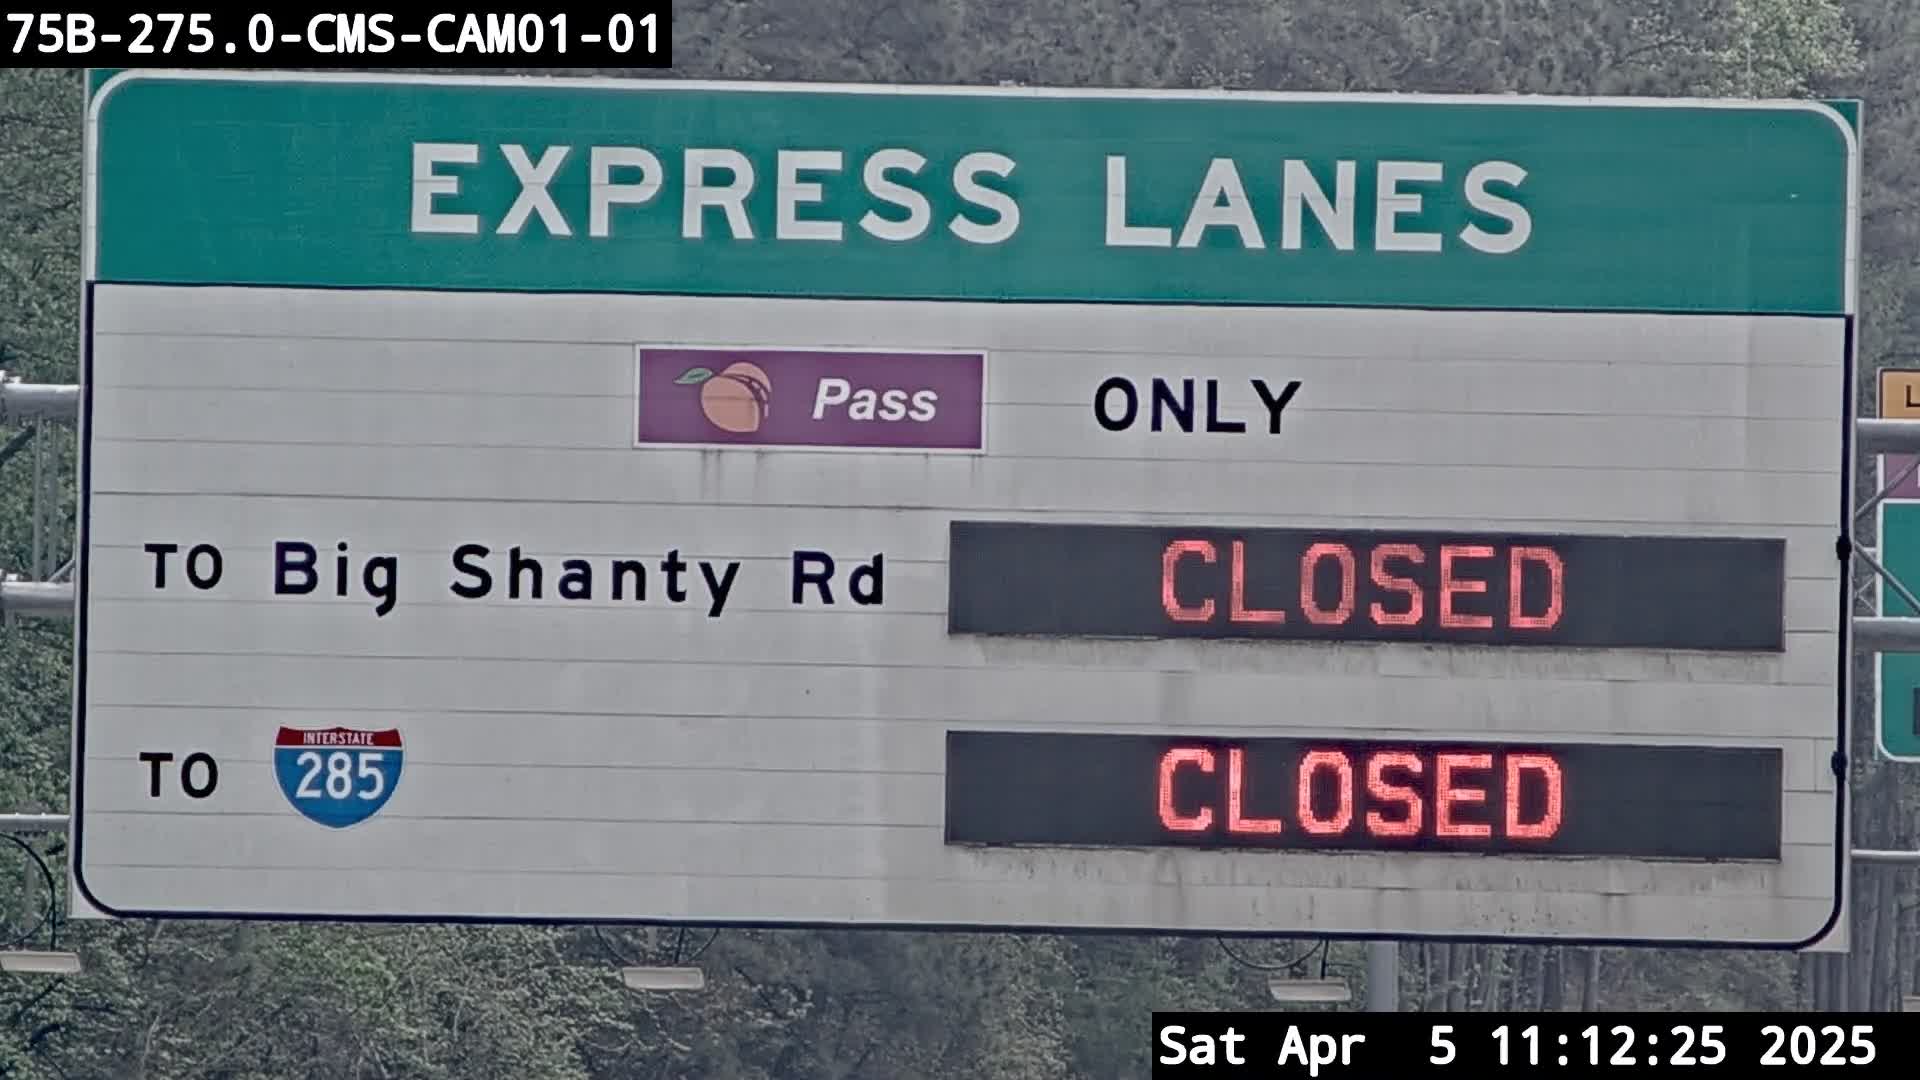 75B-275.0-CMS-CAM01-01
EXPRESS LANES
Pass ONLY
TO Big Shanty Rd CLOSED
TO INTERSTATE 285 CLOSED
Sat Apr 5 11:12:25 2025